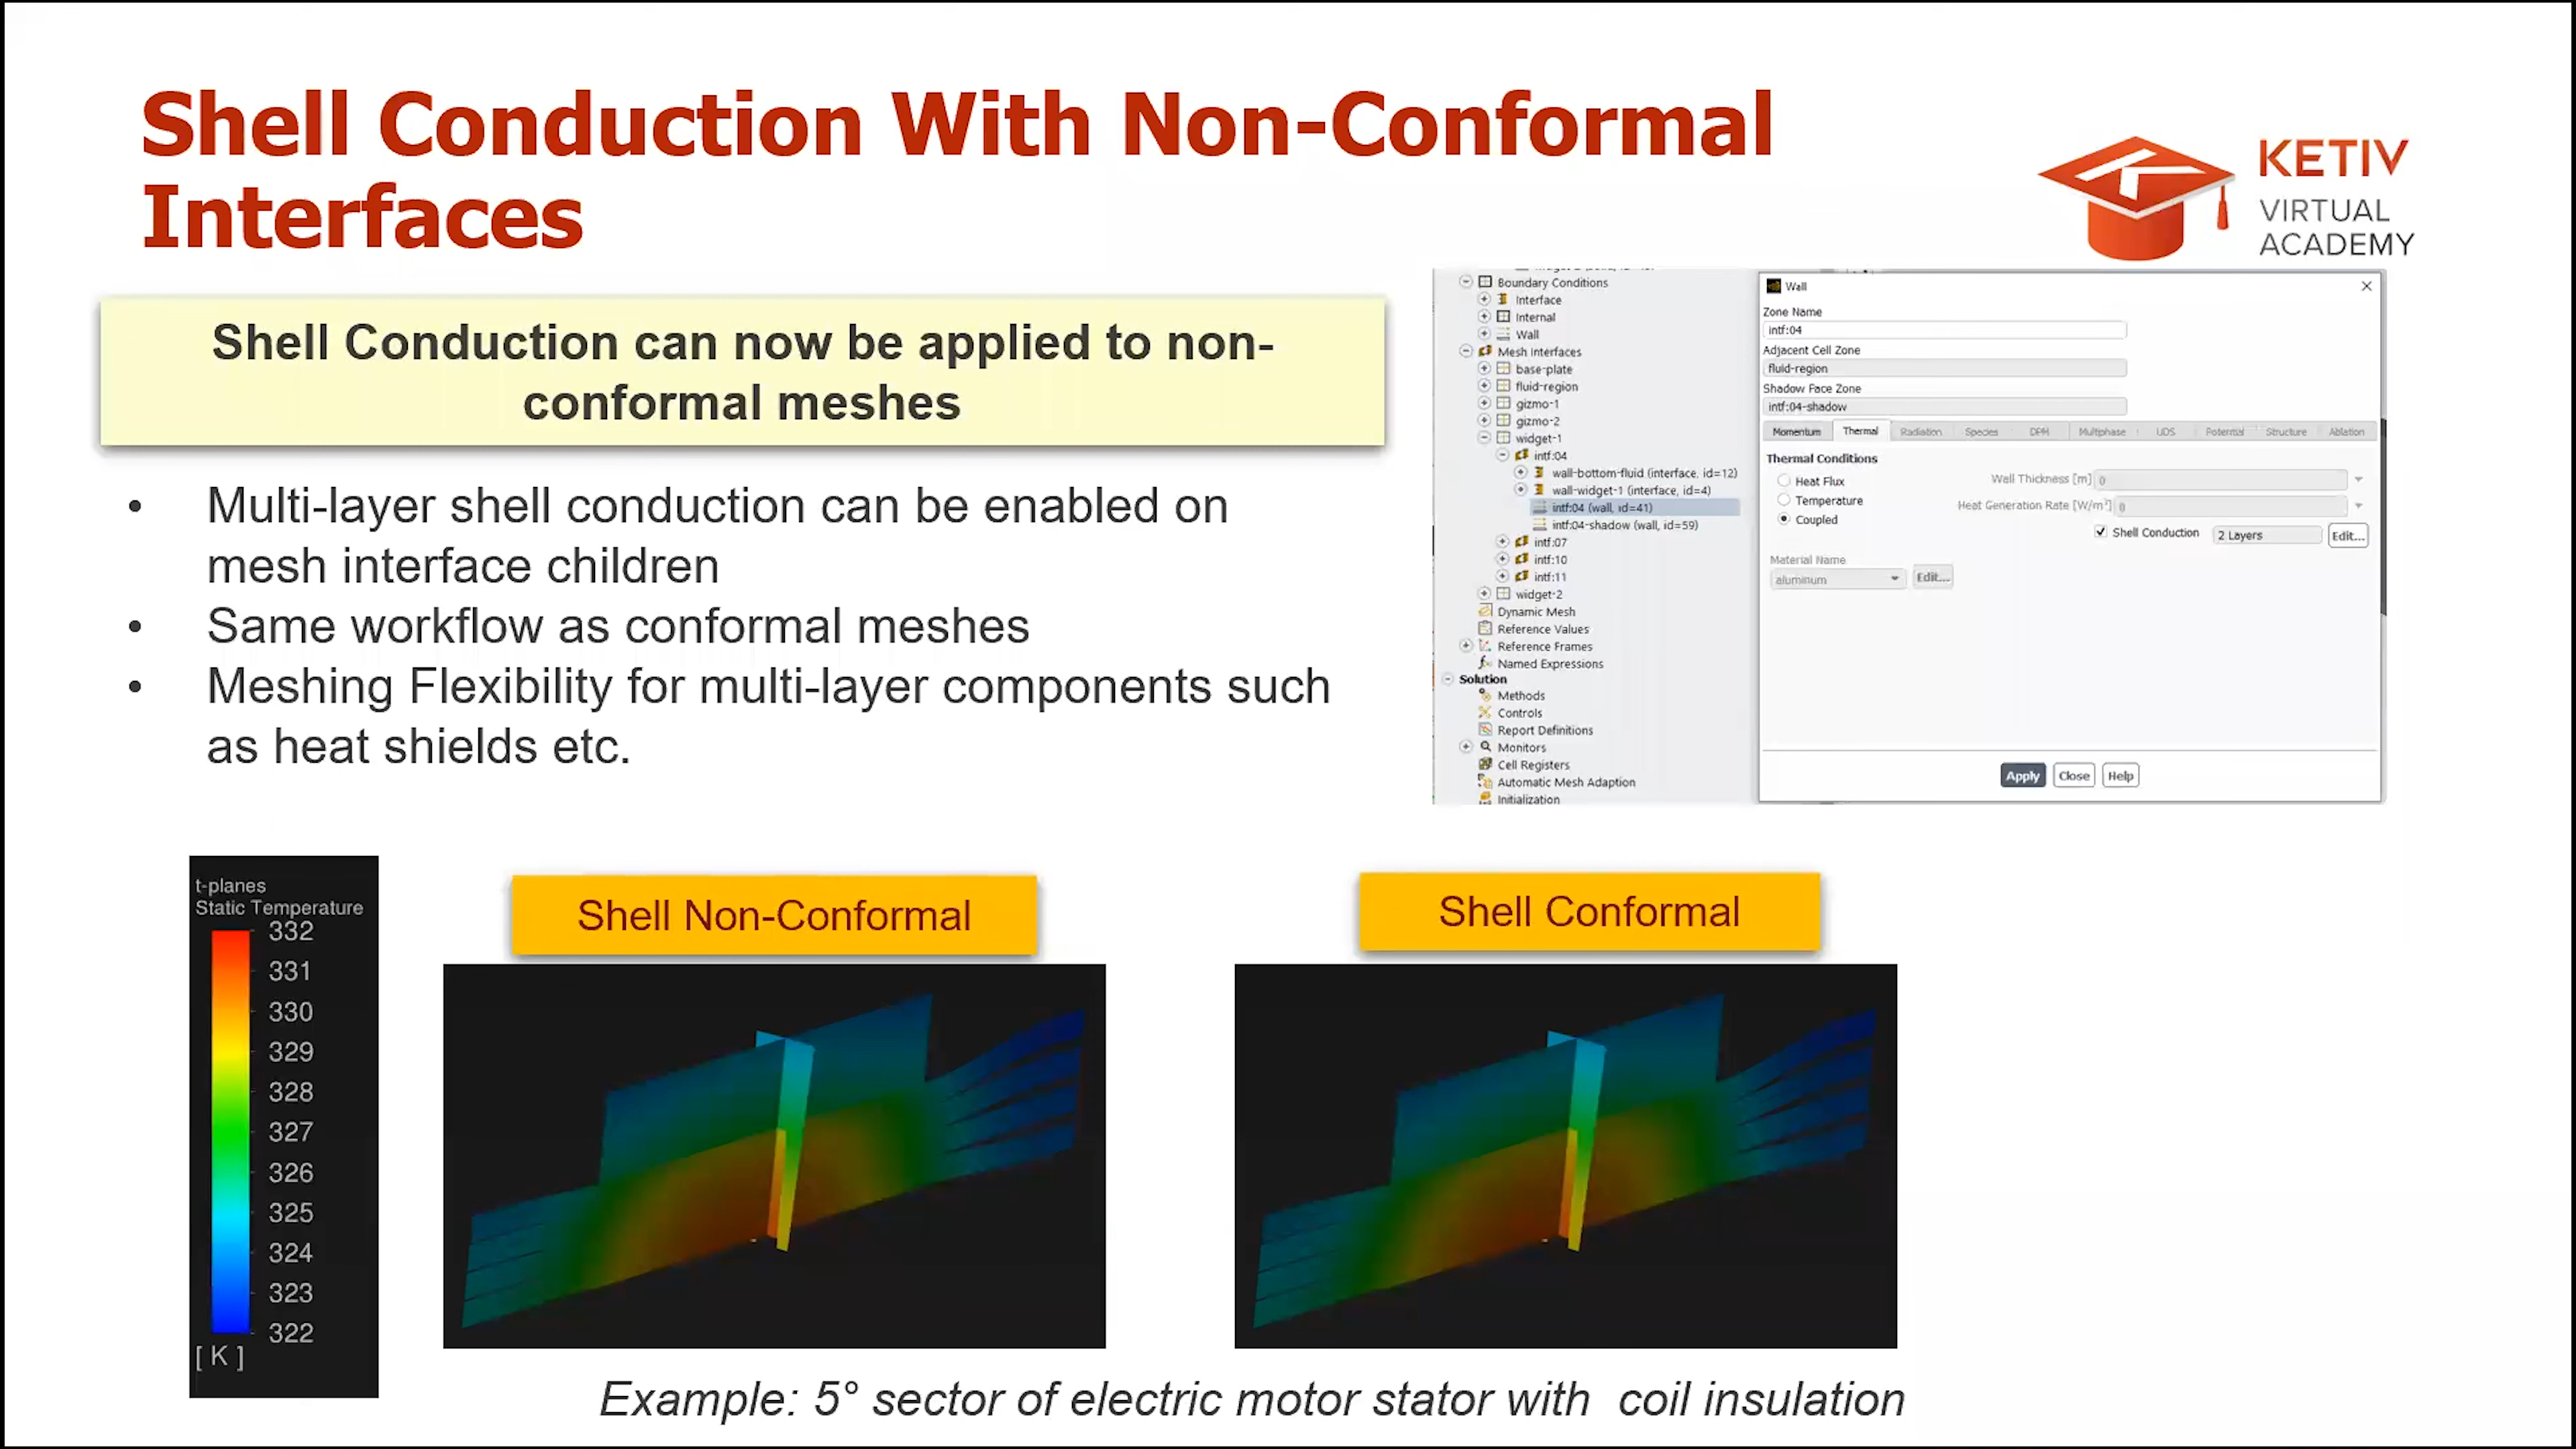 Shell Conduction With Non-Conformal
Interfaces
KETIV
VIRTUAL
ACADEMY
Shell Conduction can now be applied to non-
conformal meshes
• Multi-layer shell conduction can be enabled on
mesh interface children
• Same workflow as conformal meshes
• Meshing Flexibility for multi-layer components such
as heat shields etc.
Boundary Conditions
Interface
Internal
Wall
Mesh Interfaces
base-plate
fluid-region
gizmo-1
gizmo-2
widget-1
intf:04
wall-bottom-fluid (interface, id=12)
wall-widget-1 (interface, id=4)
intf:04 (wall, id=41)
intf:04-shadow (wall, id=59)
intf:07
intf:10
intf:11
widget-2
Dynamic Mesh
Reference Values
Reference Frames
Named Expressions
Solution
Methods
Controls
Report Definitions
Monitors
Cell Registers
Automatic Mesh Adaption
Initialization
Wall
Zone Name
intf:04
Adjacent Cell Zone
fluid-region
Shadow Face Zone
intf:04-shadow
Momentum Thermal Radiation Species DPM Multiphase UDS Potential Structure Ablation
Thermal Conditions
Heat Flux
Temperature
Coupled
Wall Thickness [m] 0
Heat Generation Rate [W/m³] 0
Shell Conduction 2 Layers Edit...
Material Name
aluminum Edit...
Apply Close Help
t-planes
Static Temperature
332
331
330
329
328
327
326
325
324
323
322
[ K ]
Shell Non-Conformal
Shell Conformal
Example: 5° sector of electric motor stator with coil insulation